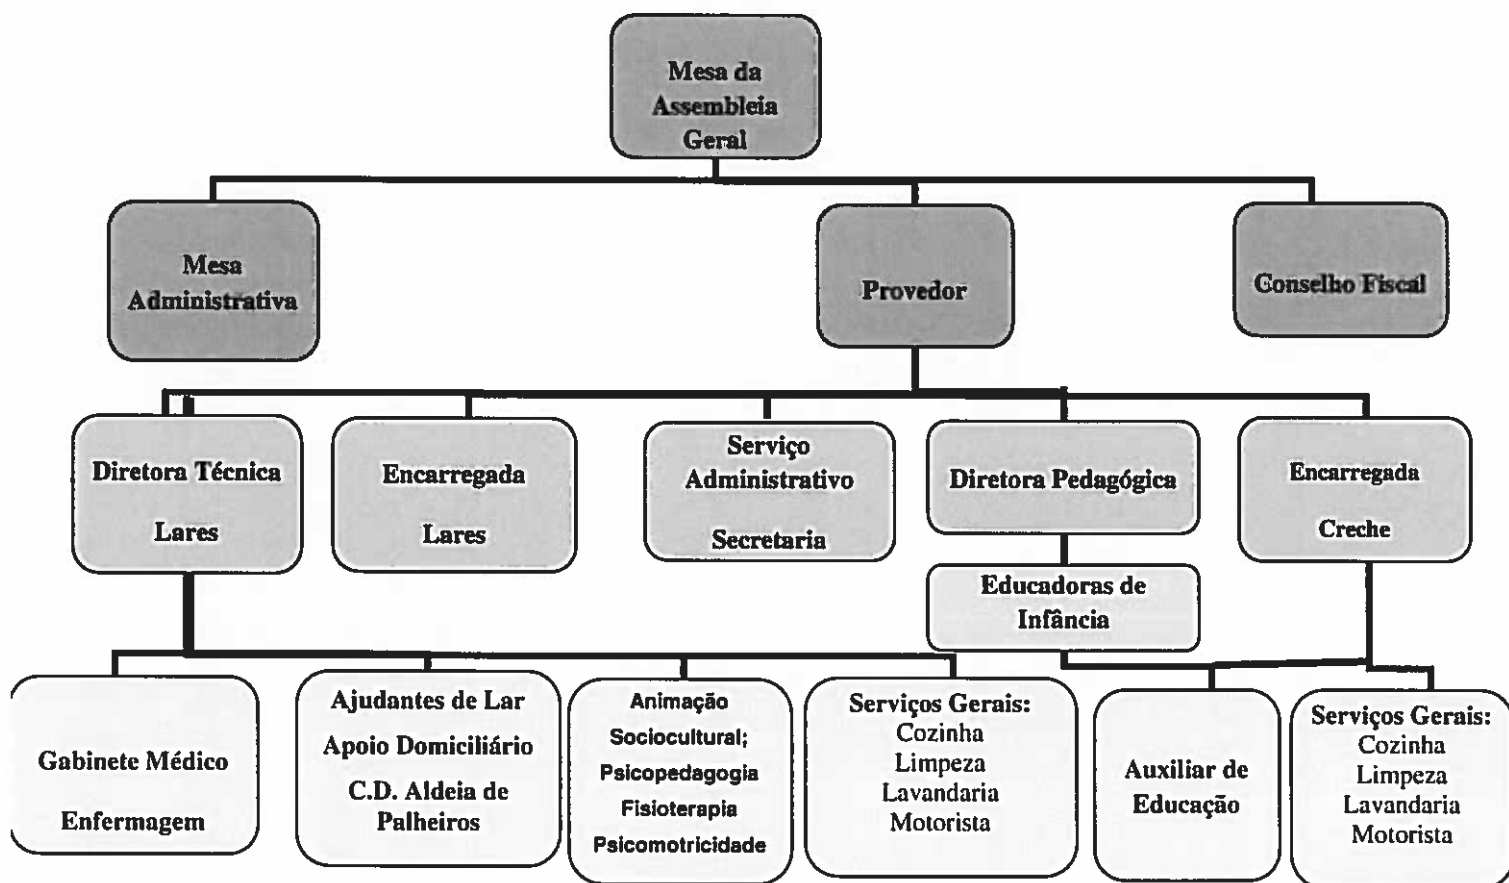 Mesa da
Assembleia
Geral
Mesa
Administrativa
Provedor
Conselho Fiscal
Diretora Técnica
Lares
Encarregada
Lares
Serviço
Administrativo
Secretaria
Diretora Pedagógica
Encarregada
Creche
Educadoras de
Infância
Gabinete Médico
Enfermagem
Ajudantes de Lar
Apoio Domiciliário
C.D. Aldeia de
Palheiros
Animação
Sociocultural;
Psicopedagogia
Fisioterapia
Psicomotricidade
Serviços Gerais:
Cozinha
Limpeza
Lavandaria
Motorista
Auxiliar de
Educação
Serviços Gerais:
Cozinha
Limpeza
Lavandaria
Motorista